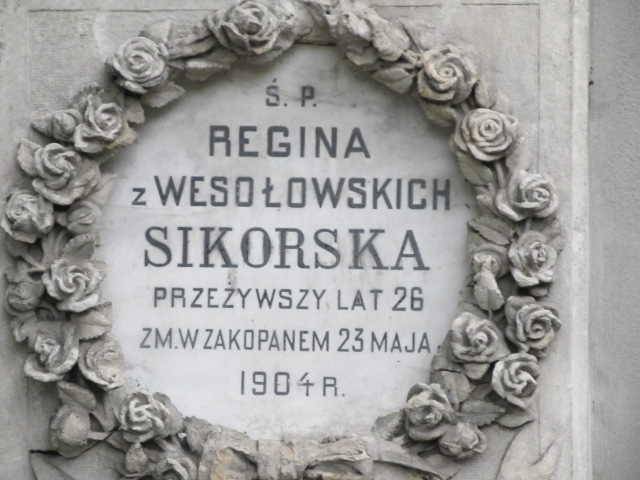 Ś. P.
REGINA
z WESOŁOWSKICH
SIKORSKA
PRZEŻYWSZY LAT 26
ZM. W ZAKOPANEM 23 MAJA
1904 R.